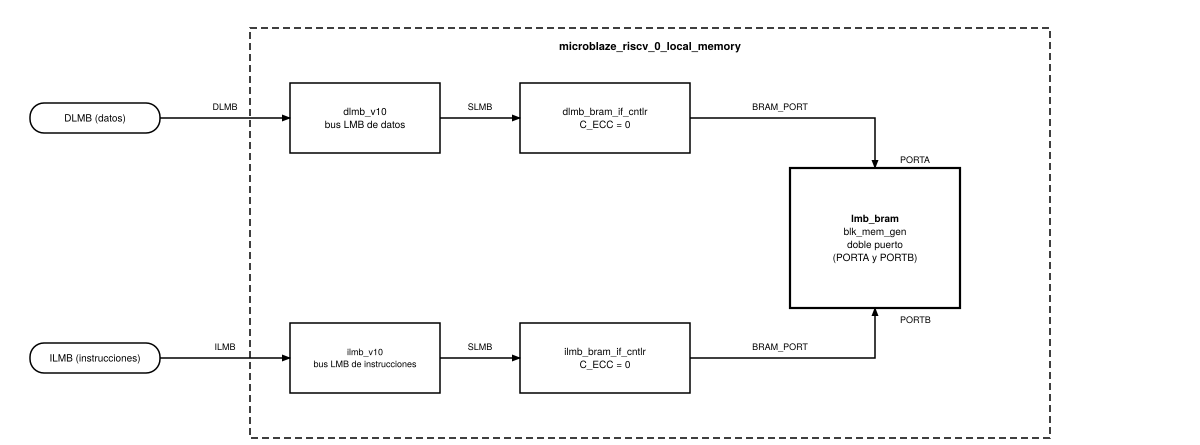 microblaze_riscv_0_local_memory
DLMB (datos)
DLMB
dlmb_v10
bus LMB de datos
SLMB
dlmb_bram_if_cntlr
C_ECC = 0
BRAM_PORT
PORTA
lmb_bram
blk_mem_gen
doble puerto
(PORTA y PORTB)
PORTB
ILMB (instrucciones)
ILMB
ilmb_v10
bus LMB de instrucciones
SLMB
ilmb_bram_if_cntlr
C_ECC = 0
BRAM_PORT